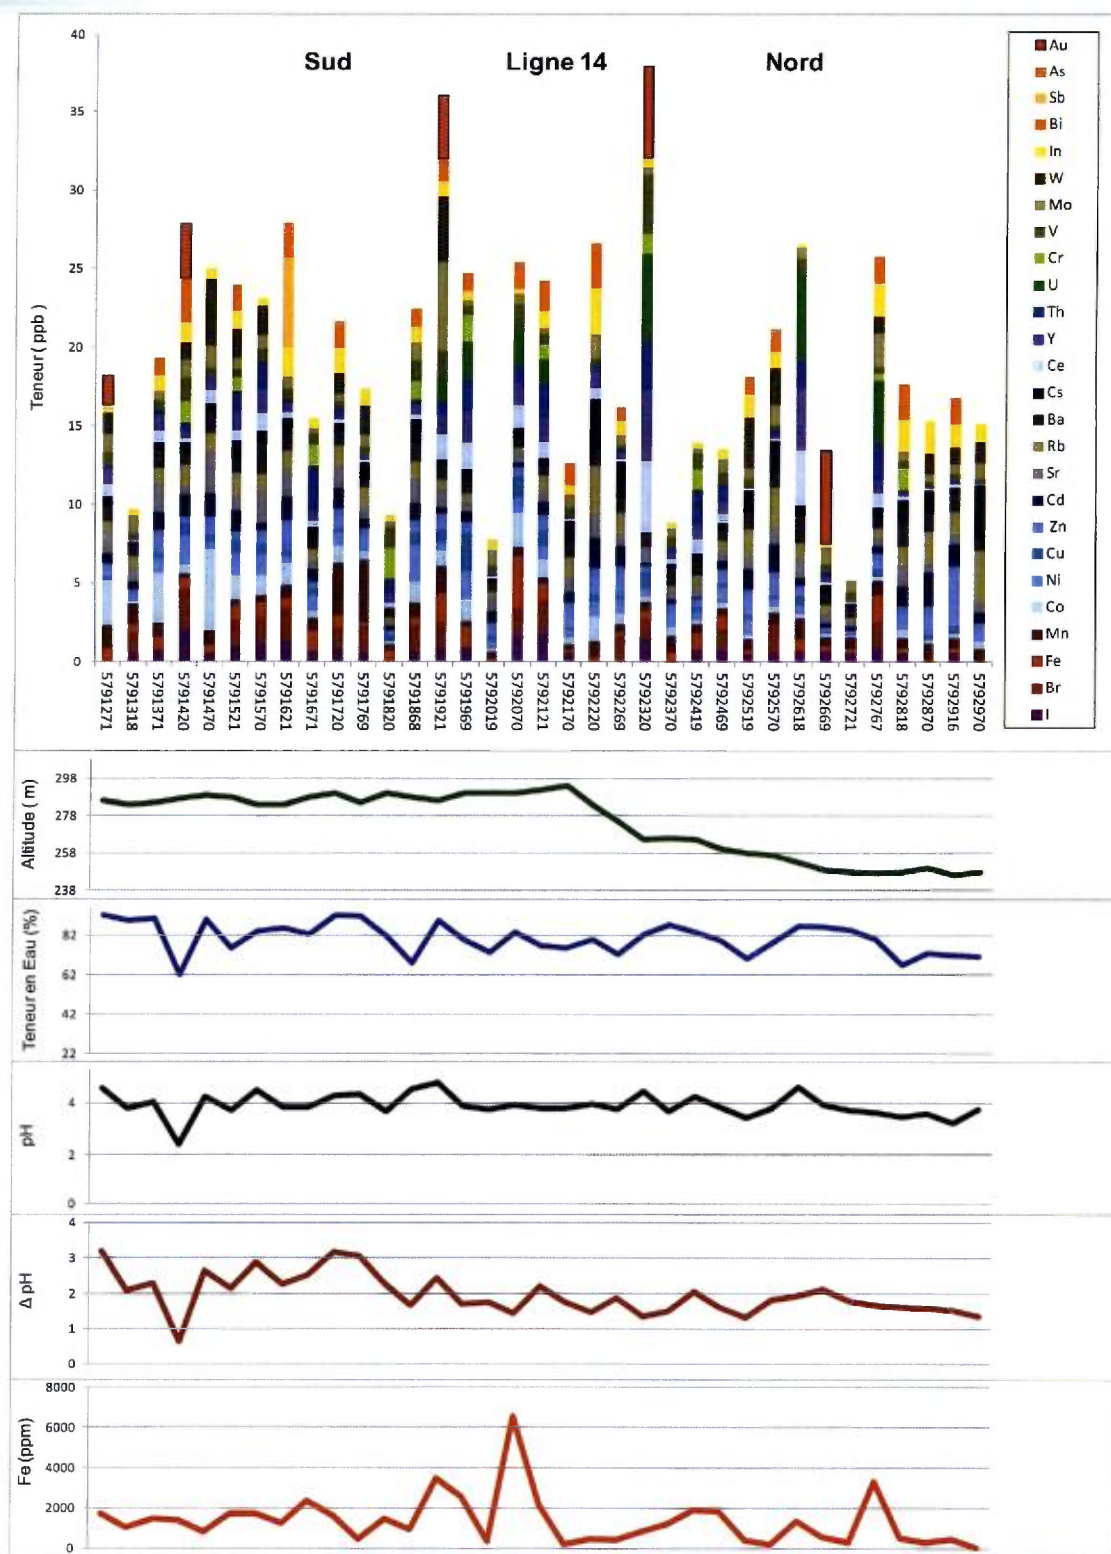 Sud Ligne 14 Nord
Teneur ( ppb )
40
35
30
25
20
15
10
5
0
Au
As
Sb
Bi
In
W
Mo
V
Cr
U
Th
Y
Ce
Cs
Ba
Rb
Sr
Cd
Zn
Cu
Ni
Co
Mn
Fe
Br
I
5791271
5791318
5791371
5791420
5791470
5791521
5791570
5791621
5791671
5791720
5791769
5791820
5791868
5791921
5791969
5792019
5792070
5792121
5792170
5792220
5792269
5792320
5792370
5792419
5792469
5792519
5792570
5792618
5792669
5792721
5792767
5792818
5792870
5792916
5792970
Altitude ( m)
298
278
258
238
Teneur en Eau (%)
82
62
42
22
pH
4
2
0
Δ pH
4
3
2
1
0
Fe (ppm)
8000
6000
4000
2000
0